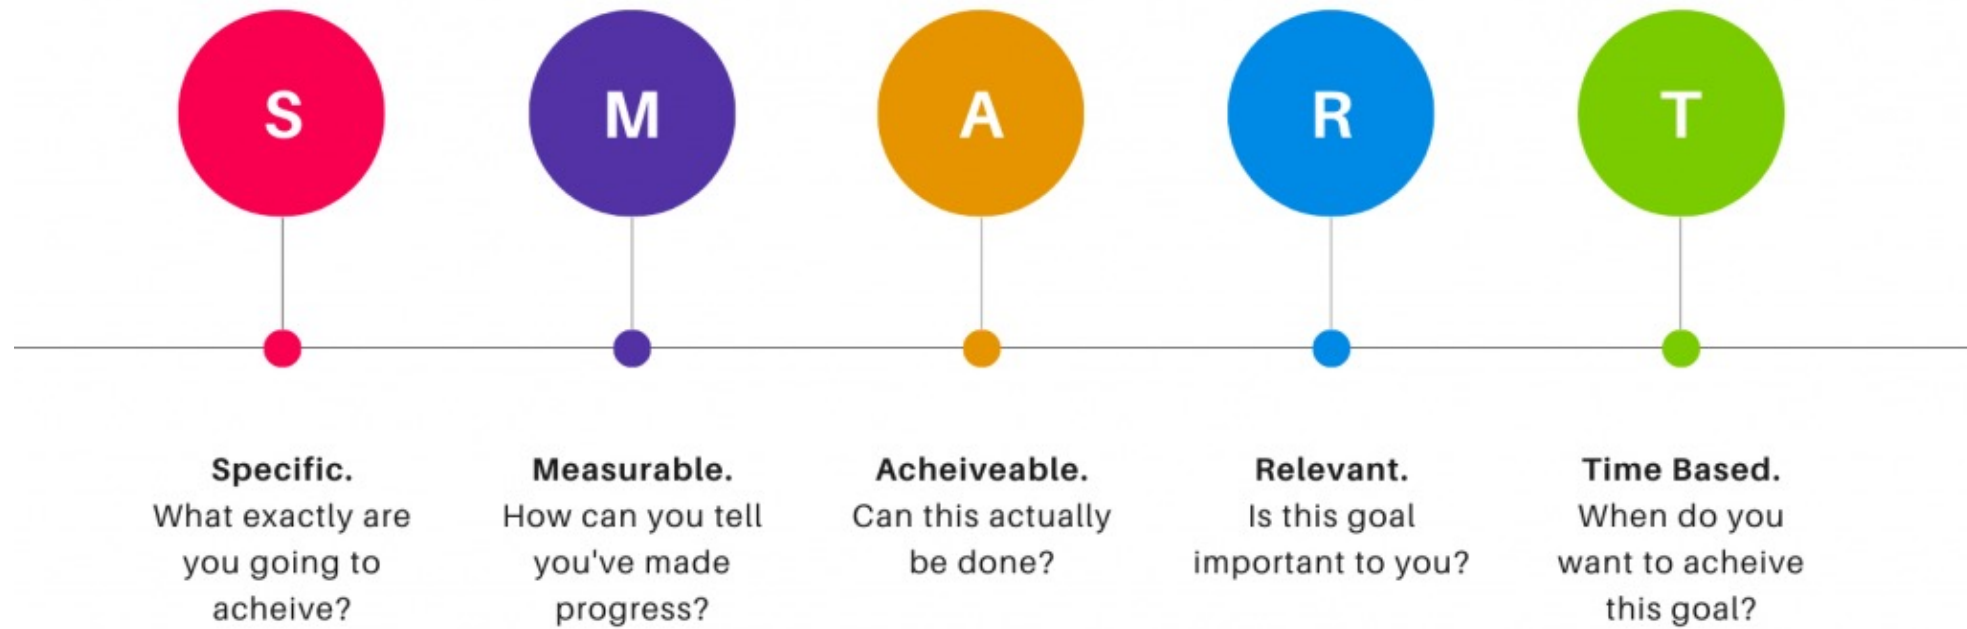 S
M
A
R
T
Specific.
What exactly are
you going to
acheive?
Measurable.
How can you tell
you've made
progress?
Acheiveable.
Can this actually
be done?
Relevant.
Is this goal
important to you?
Time Based.
When do you
want to acheive
this goal?